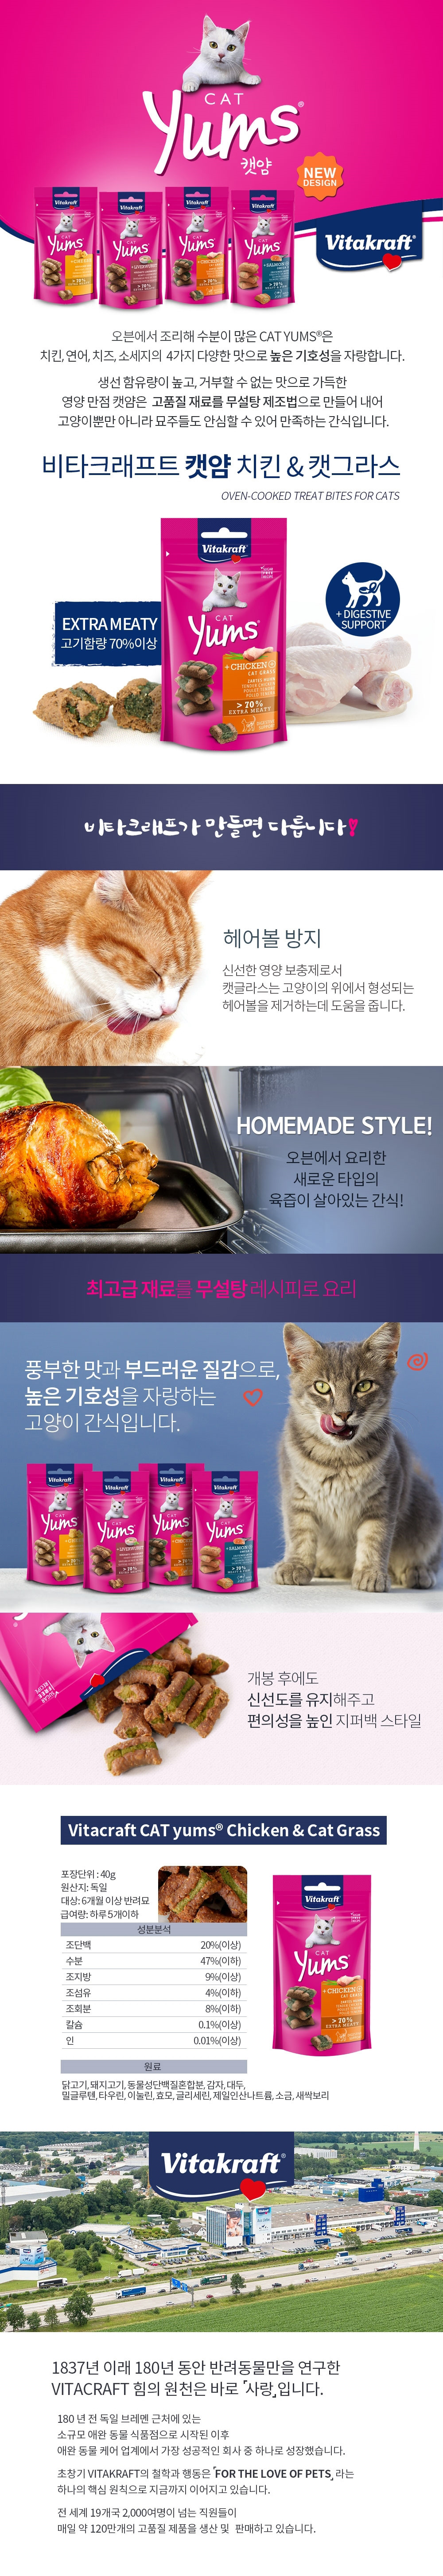 CAT
Yums®
캣얌
NEW
DESIGN
Vitakraft®
오븐에서 조리해 수분이 많은 CAT YUMS®은
치킨, 연어, 치즈, 소세지의 4가지 다양한 맛으로 높은 기호성을 자랑합니다.
생선 함유량이 높고, 거부할 수 없는 맛으로 가득한
영양 만점 캣얌은 고품질 재료를 무설탕 제조법으로 만들어 내어
고양이뿐만 아니라 묘주들도 안심할 수 있어 만족하는 간식입니다.
비타크래프트 캣얌 치킨 & 캣그라스
OVEN-COOKED TREAT BITES FOR CATS
EXTRA MEATY
고기함량 70%이상
Vitakraft
CAT
Yums
+ CHICKEN
CAT GRASS
> 70 %
EXTRA MEATY
+ DIGESTIVE
SUPPORT
비타크래프가 만들면 다릅니다!
헤어볼 방지
신선한 영양 보충제로서
캣글라스는 고양이의 위에서 형성되는
헤어볼을 제거하는데 도움을 줍니다.
HOMEMADE STYLE!
오븐에서 요리한
새로운 타입의
육즙이 살아있는 간식!
최고급 재료를 무설탕 레시피로 요리
풍부한 맛과 부드러운 질감으로,
높은 기호성을 자랑하는
고양이 간식입니다.
개봉 후에도
신선도를 유지해주고
편의성을 높인 지퍼백 스타일
Vitacraft CAT yums® Chicken & Cat Grass
포장단위 : 40g
원산지: 독일
대상: 6개월 이상 반려묘
급여량: 하루 5개이하
성분분석
조단백 20%(이상)
수분 47%(이하)
조지방 9%(이상)
조섬유 4%(이하)
조회분 8%(이하)
칼슘 0.1%(이상)
인 0.01%(이상)
원료
닭고기, 돼지고기, 동물성단백질혼합분, 감자, 대두,
밀글루텐, 타우린, 이눌린, 효모, 글리세린, 제일인산나트륨, 소금, 새싹보리
Vitakraft
CAT
Yums
+ CHICKEN
CAT GRASS
> 70 %
EXTRA MEATY
Vitakraft®
1837년 이래 180년 동안 반려동물만을 연구한
VITACRAFT 힘의 원천은 바로 「사랑」입니다.
180 년 전 독일 브레멘 근처에 있는
소규모 애완 동물 식품점으로 시작된 이후
애완 동물 케어 업계에서 가장 성공적인 회사 중 하나로 성장했습니다.
초창기 VITAKRAFT의 철학과 행동은 「FOR THE LOVE OF PETS」 라는
하나의 핵심 원칙으로 지금까지 이어지고 있습니다.
전 세계 19개국 2,000여명이 넘는 직원들이
매일 약 120만개의 고품질 제품을 생산 및 판매하고 있습니다.